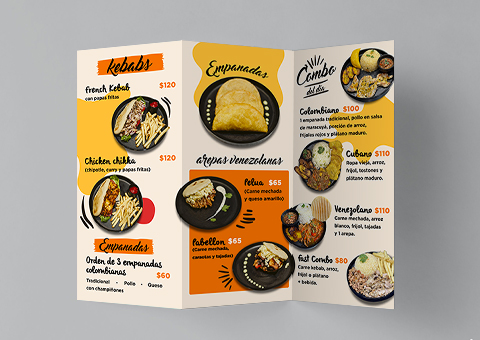 kebabs
French Kebab $120
con papas fritas
Chicken chikka $120
(chipotle, curry y papas fritas)
Empanadas
Orden de 3 empanadas
colombianas $60
Tradicional - Pollo - Queso
con champiñones
Empanadas
arepas venezolanas
Pelua $65
(Carne mechada
y queso amarillo)
Pabellon $65
(Carne mechada,
caraotas y tajadas)
Combo
del día
Colombiano $100
1 empanada tradicional, pollo en salsa
de maracuyá, porción de arroz,
frijoles rojos y plátano maduro.
Cubano $110
Ropa vieja, arroz,
frijol, tostones y
plátano maduro.
Venezolano $110
Carne mechada, arroz
blanco, frijol, tajadas
y 1 arepa.
Fast Combo $80
Carne kebab, arroz,
frijol o plátano
+ bebida.